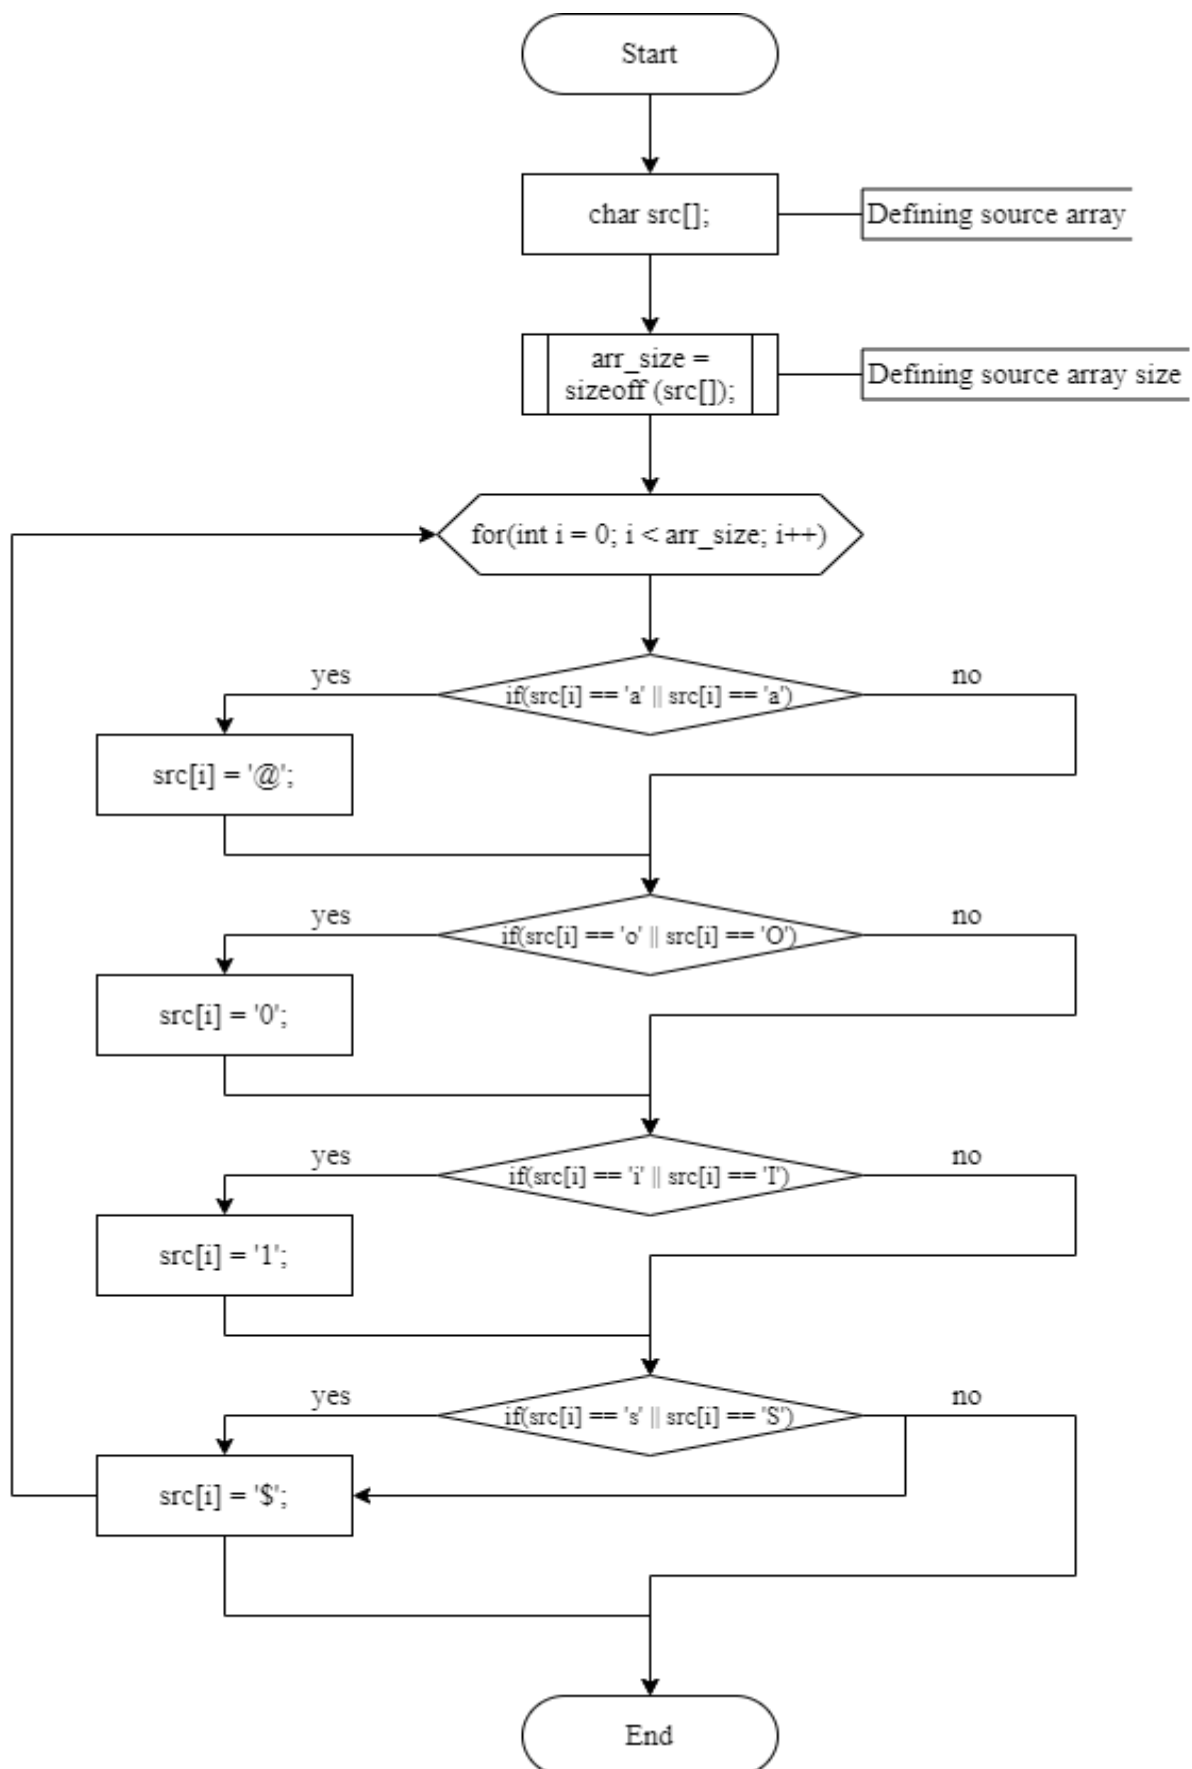 Start
char src[];
Defining source array
arr_size =
sizeoff (src[]);
Defining source array size
for(int i = 0; i < arr_size; i++)
yes
if(src[i] == 'a' || src[i] == 'a')
no
src[i] = '@';
yes
if(src[i] == 'o' || src[i] == 'O')
no
src[i] = '0';
yes
if(src[i] == 'i' || src[i] == 'I')
no
src[i] = '1';
yes
if(src[i] == 's' || src[i] == 'S')
no
src[i] = '$';
End